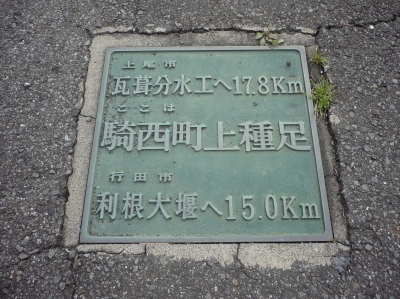 上尾市
瓦葺分水工へ17.8Km
ここは
騎西町上種足
行田市
利根大堰へ15.0Km